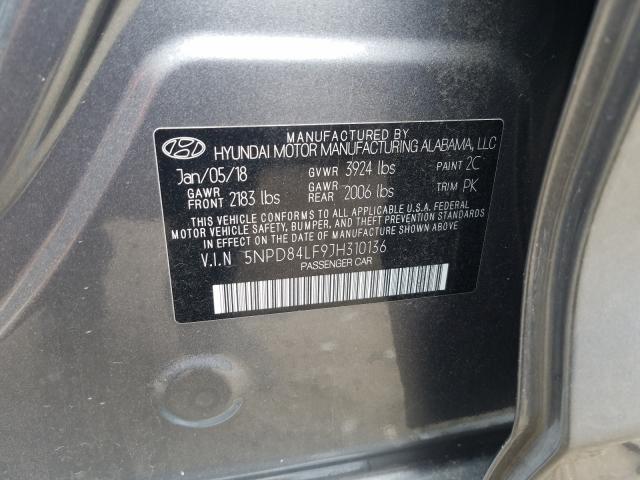 MANUFACTURED BY
HYUNDAI MOTOR MANUFACTURING ALABAMA, LLC
Jan/05/18 GVWR 3924 lbs PAINT 2C
GAWR FRONT 2183 lbs GAWR REAR 2006 lbs TRIM PK
THIS VEHICLE CONFORMS TO ALL APPLICABLE U.S.A. FEDERAL
MOTOR VEHICLE SAFETY, BUMPER, AND THEFT PREVENTION STANDARDS
IN EFFECT ON THE DATE OF MANUFACTURE SHOWN ABOVE.
V.I.N 5NPD84LF9JH310136
PASSENGER CAR